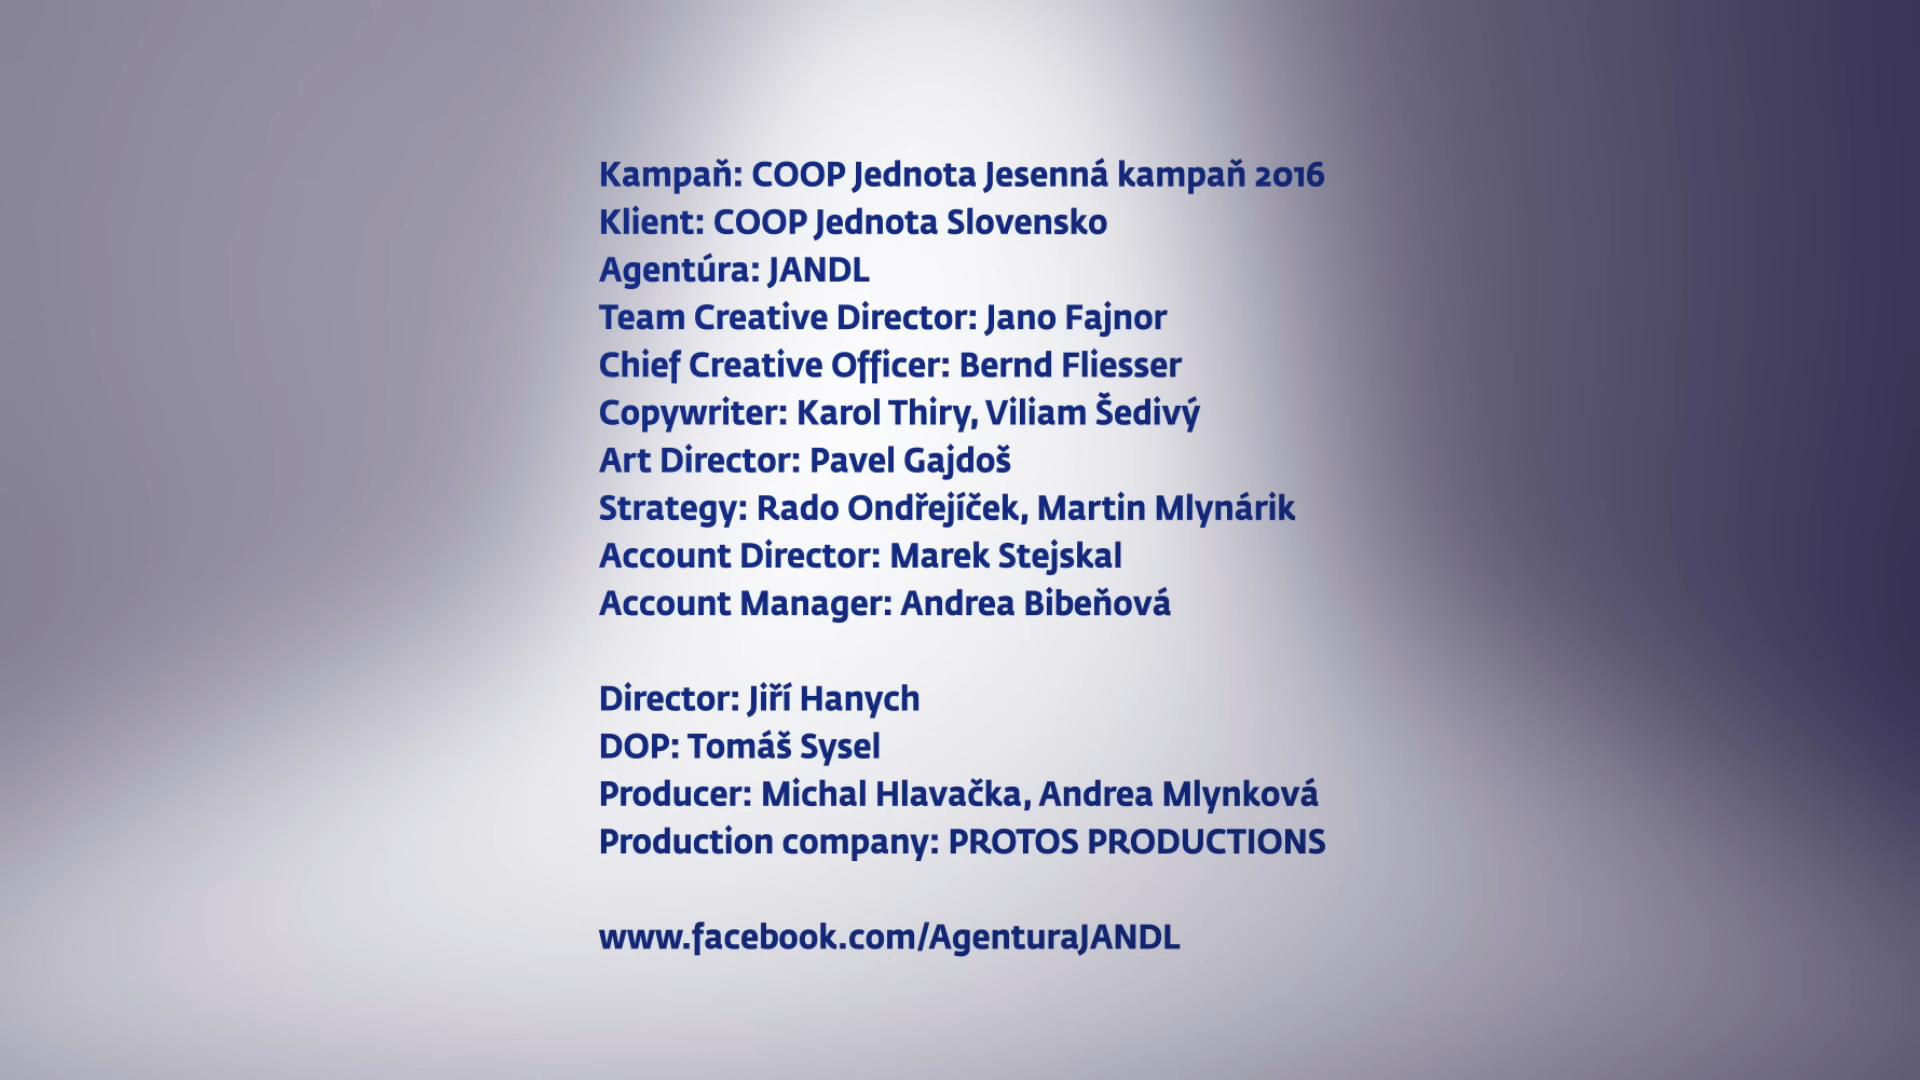 Kampaň: COOP Jednota Jesenná kampaň 2016
Klient: COOP Jednota Slovensko
Agentúra: JANDL
Team Creative Director: Jano Fajnor
Chief Creative Officer: Bernd Fliesser
Copywriter: Karol Thiry, Viliam Šedivý
Art Director: Pavel Gajdoš
Strategy: Rado Ondřejíček, Martin Mlynárik
Account Director: Marek Stejskal
Account Manager: Andrea Bibeňová
Director: Jiří Hanych
DOP: Tomáš Sysel
Producer: Michal Hlavačka, Andrea Mlynková
Production company: PROTOS PRODUCTIONS
www.facebook.com/AgenturaJANDL